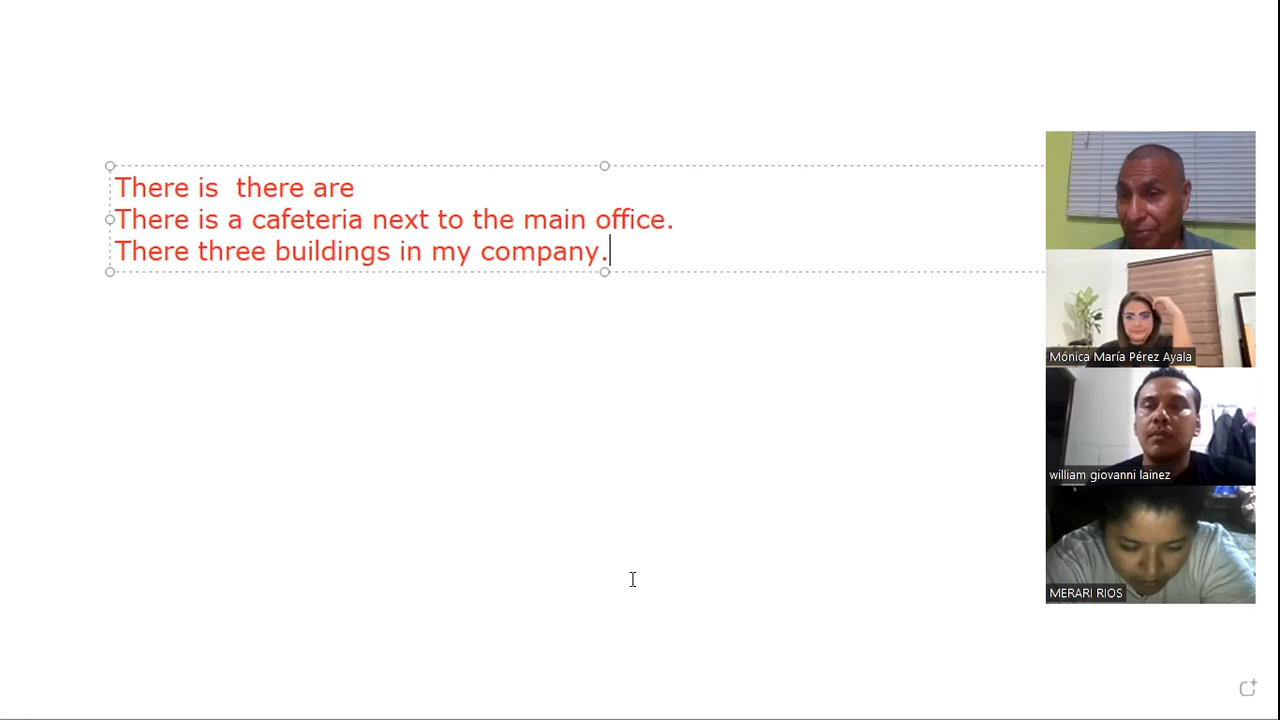 There is  there are
There is a cafeteria next to the main office.
There three buildings in my company.
Mónica María Pérez Ayala
william giovanni lainez
MERARI RIOS